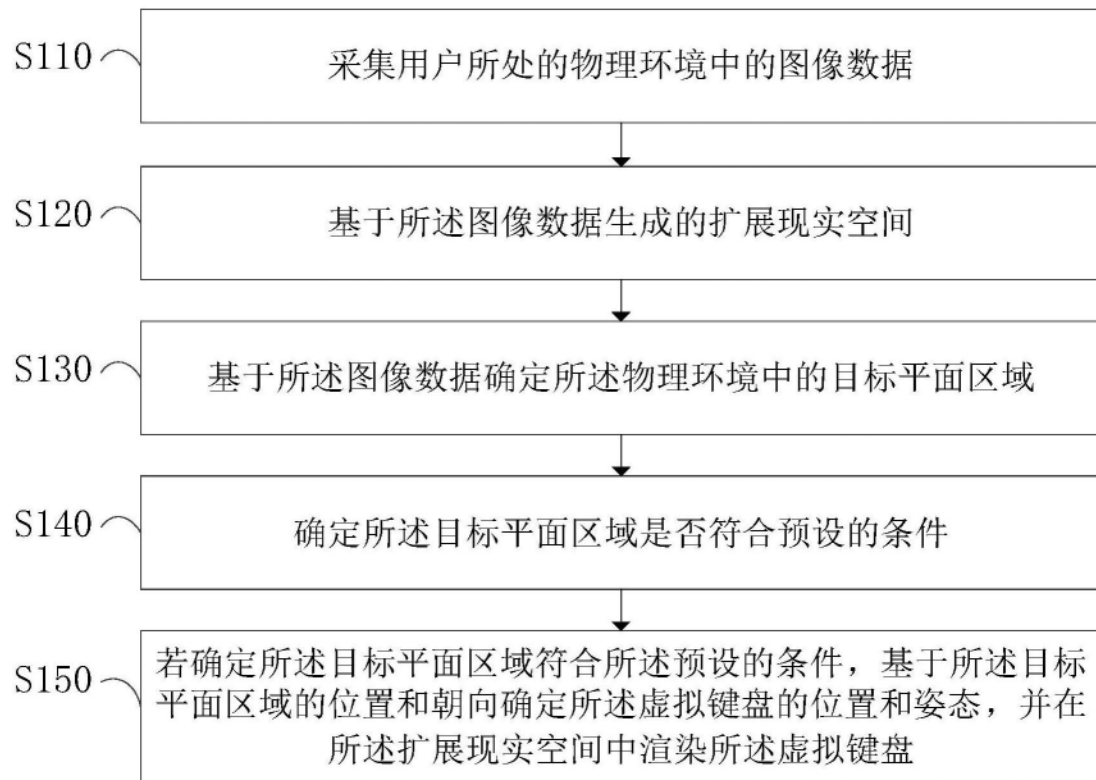 S110
采集用户所处的物理环境中的图像数据
S120
基于所述图像数据生成的扩展现实空间
S130
基于所述图像数据确定所述物理环境中的目标平面区域
S140
确定所述目标平面区域是否符合预设的条件
S150
若确定所述目标平面区域符合所述预设的条件，基于所述目标
平面区域的位置和朝向确定所述虚拟键盘的位置和姿态，并在
所述扩展现实空间中渲染所述虚拟键盘